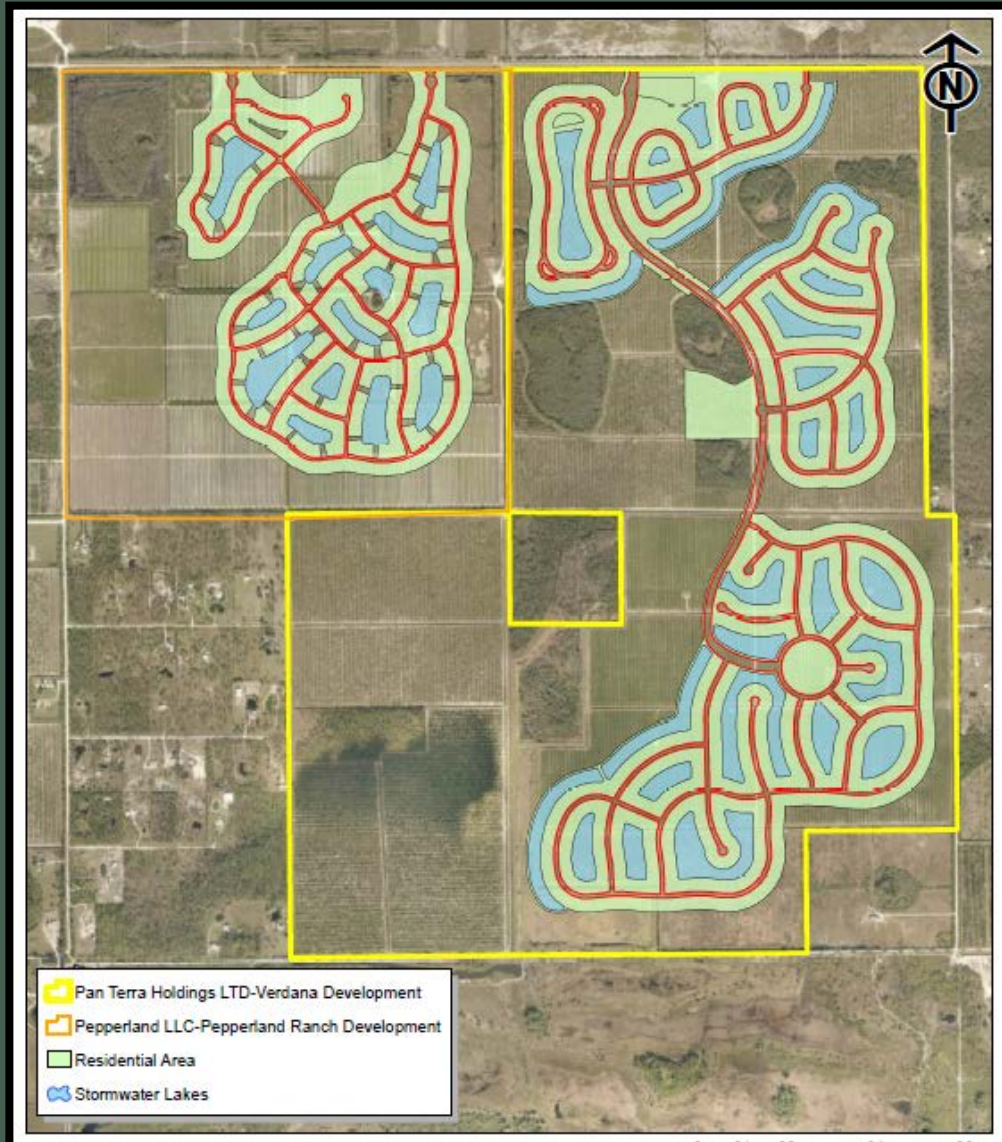 N
Pan Terra Holdings LTD-Verdana Development
Pepperland LLC-Pepperland Ranch Development
Residential Area
Stormwater Lakes